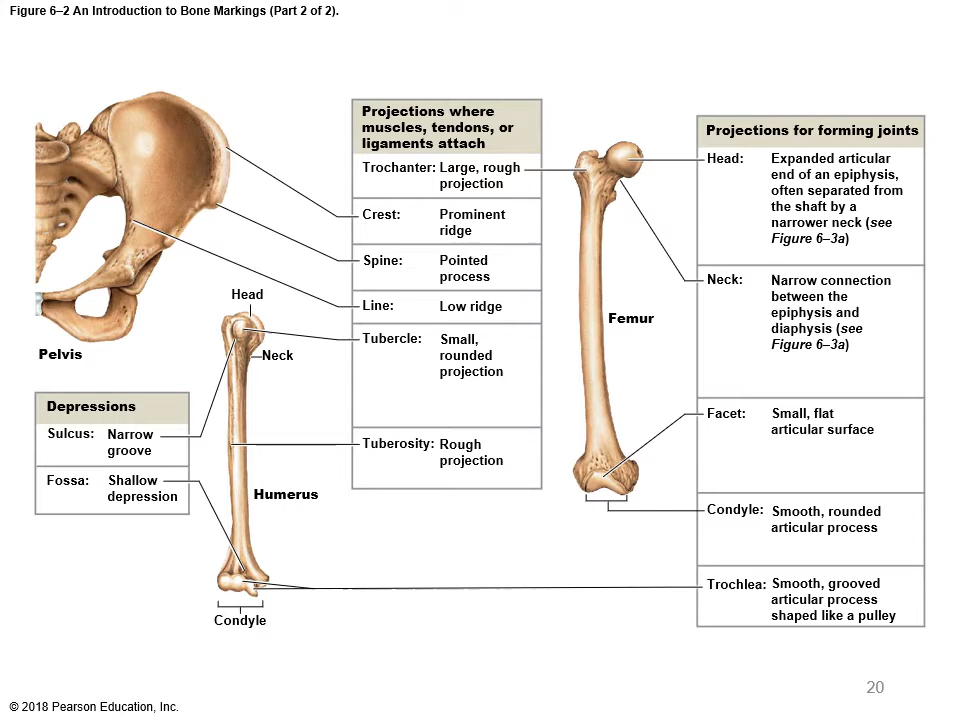 Figure 6–2 An Introduction to Bone Markings (Part 2 of 2).
Projections where
muscles, tendons, or
ligaments attach
Trochanter: Large, rough
projection
Crest: Prominent
ridge
Spine: Pointed
process
Line: Low ridge
Tubercle: Small,
rounded
projection
Tuberosity: Rough
projection
Projections for forming joints
Head: Expanded articular
end of an epiphysis,
often separated from
the shaft by a
narrower neck (see
Figure 6–3a)
Neck: Narrow connection
between the
epiphysis and
diaphysis (see
Figure 6–3a)
Facet: Small, flat
articular surface
Condyle: Smooth, rounded
articular process
Trochlea: Smooth, grooved
articular process
shaped like a pulley
Femur
Head
Neck
Pelvis
Depressions
Sulcus: Narrow
groove
Fossa: Shallow
depression
Humerus
Condyle
20
© 2018 Pearson Education, Inc.